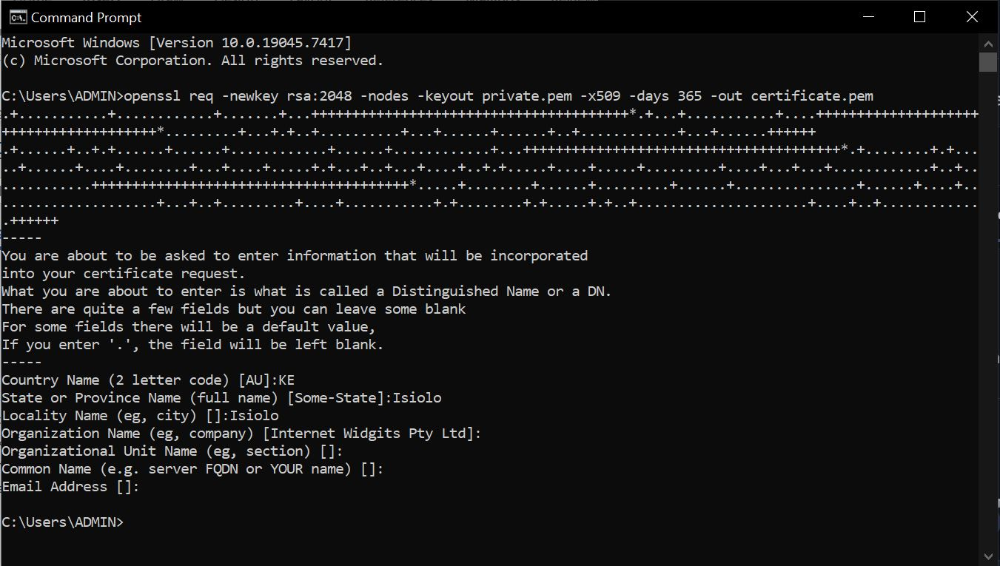 Command Prompt
Microsoft Windows [Version 10.0.19045.7417]
(c) Microsoft Corporation. All rights reserved.
C:\Users\ADMIN>openssl req -newkey rsa:2048 -nodes -keyout private.pem -x509 -days 365 -out certificate.pem
.+...........+............+.......+...+++++++++++++++++++++++++++++++++++++++*.+...+...........+....++++++++++++++++++++
+++++++++++++++++++*.........+...+.+..+..........+...+......+......+..+............+...+......++++++
.+......+..+.+......+......+............+......+............+...+++++++++++++++++++++++++++++++++++++++*.+........+.+...
..+......+....+........+...+....+.....+.+...+..+...+....+..+.+.....+....+.....+.........+....+...+...+............+..+..
...........+++++++++++++++++++++++++++++++++++++++*.....+........+......+.........+......+...............+......+....+..
...................+...+..+.........+....+...........+.+........+.+.....+.+..+.....................+....+..+............
.++++++
-----
You are about to be asked to enter information that will be incorporated
into your certificate request.
What you are about to enter is what is called a Distinguished Name or a DN.
There are quite a few fields but you can leave some blank
For some fields there will be a default value,
If you enter '.', the field will be left blank.
-----
Country Name (2 letter code) [AU]:KE
State or Province Name (full name) [Some-State]:Isiolo
Locality Name (eg, city) []:Isiolo
Organization Name (eg, company) [Internet Widgits Pty Ltd]:
Organizational Unit Name (eg, section) []:
Common Name (e.g. server FQDN or YOUR name) []:
Email Address []:
C:\Users\ADMIN>